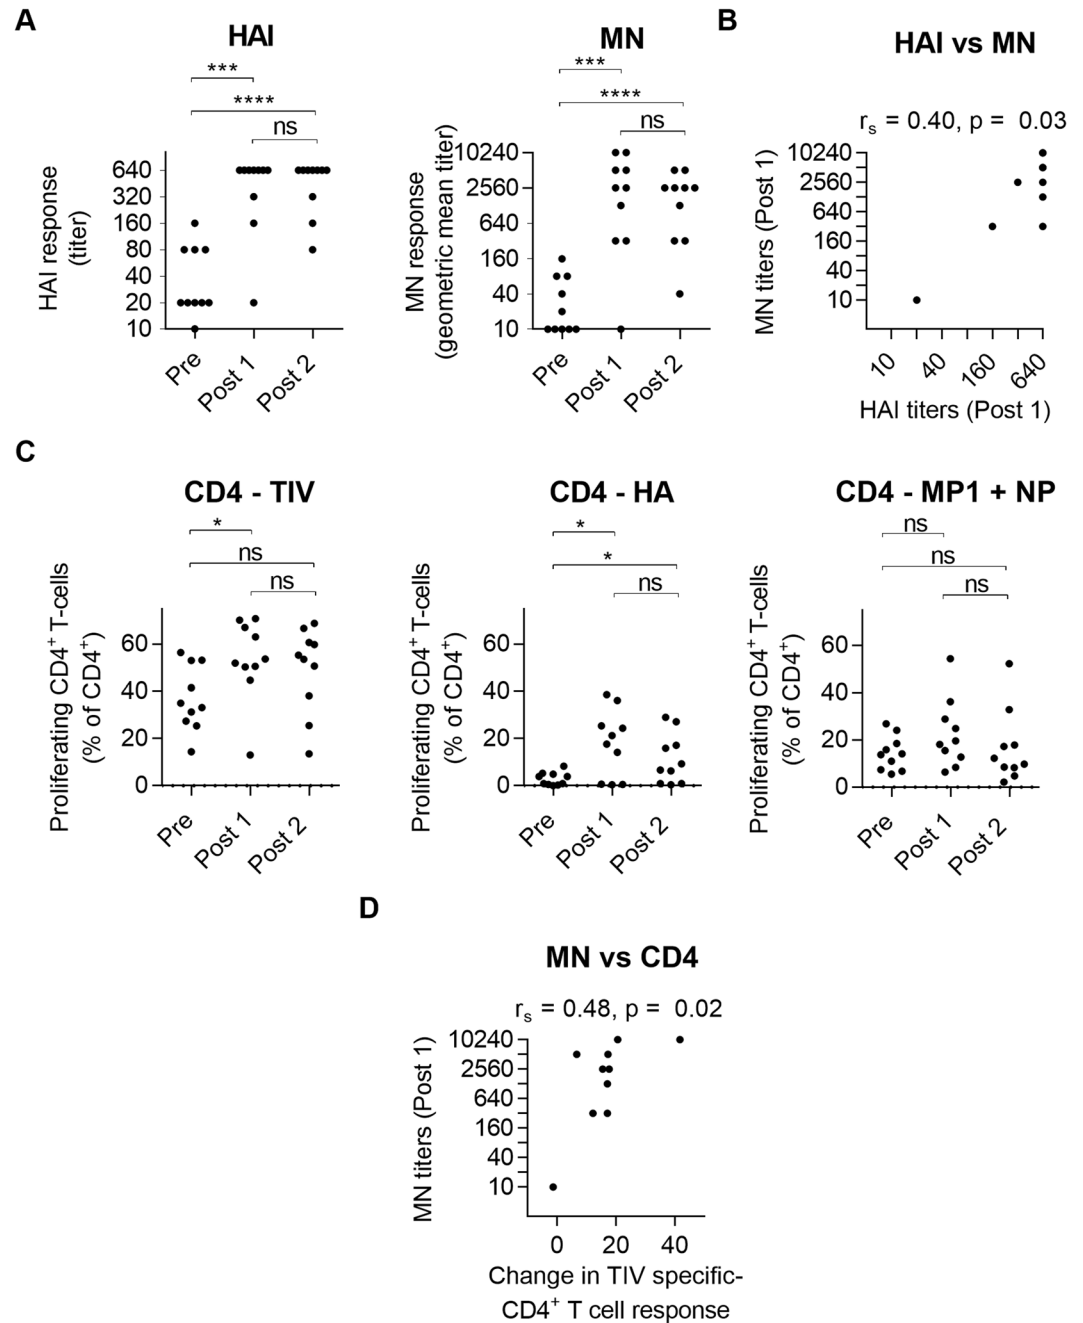 A
HAI
***
****
ns
HAI response
(titer)
640
320
160
80
40
20
10
Pre
Post 1
Post 2
MN
***
****
ns
MN response
(geometric mean titer)
10240
2560
640
160
40
10
Pre
Post 1
Post 2
B
HAI vs MN
rs = 0.40, p = 0.03
MN titers (Post 1)
10240
2560
640
160
40
10
10
40
160
640
HAI titers (Post 1)
C
CD4 - TIV
*
ns
ns
Proliferating CD4+ T-cells
(% of CD4+)
60
40
20
0
Pre
Post 1
Post 2
CD4 - HA
*
*
ns
Proliferating CD4+ T-cells
(% of CD4+)
60
40
20
0
Pre
Post 1
Post 2
CD4 - MP1 + NP
ns
ns
ns
Proliferating CD4+ T-cells
(% of CD4+)
60
40
20
0
Pre
Post 1
Post 2
D
MN vs CD4
rs = 0.48, p = 0.02
MN titers (Post 1)
10240
2560
640
160
40
10
0
20
40
Change in TIV specific-
CD4+ T cell response